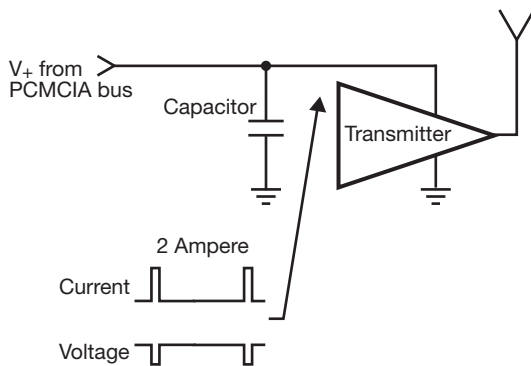 V+ from
PCMCIA bus
Capacitor
Transmitter
2 Ampere
Current
Voltage